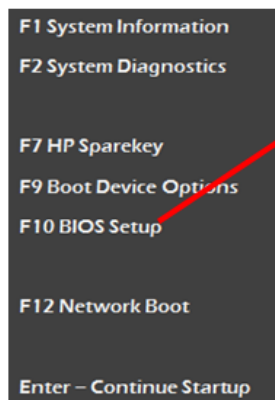 F1 System Information
F2 System Diagnostics
F7 HP Sparekey
F9 Boot Device Options
F10 BIOS Setup
F12 Network Boot
Enter – Continue Startup